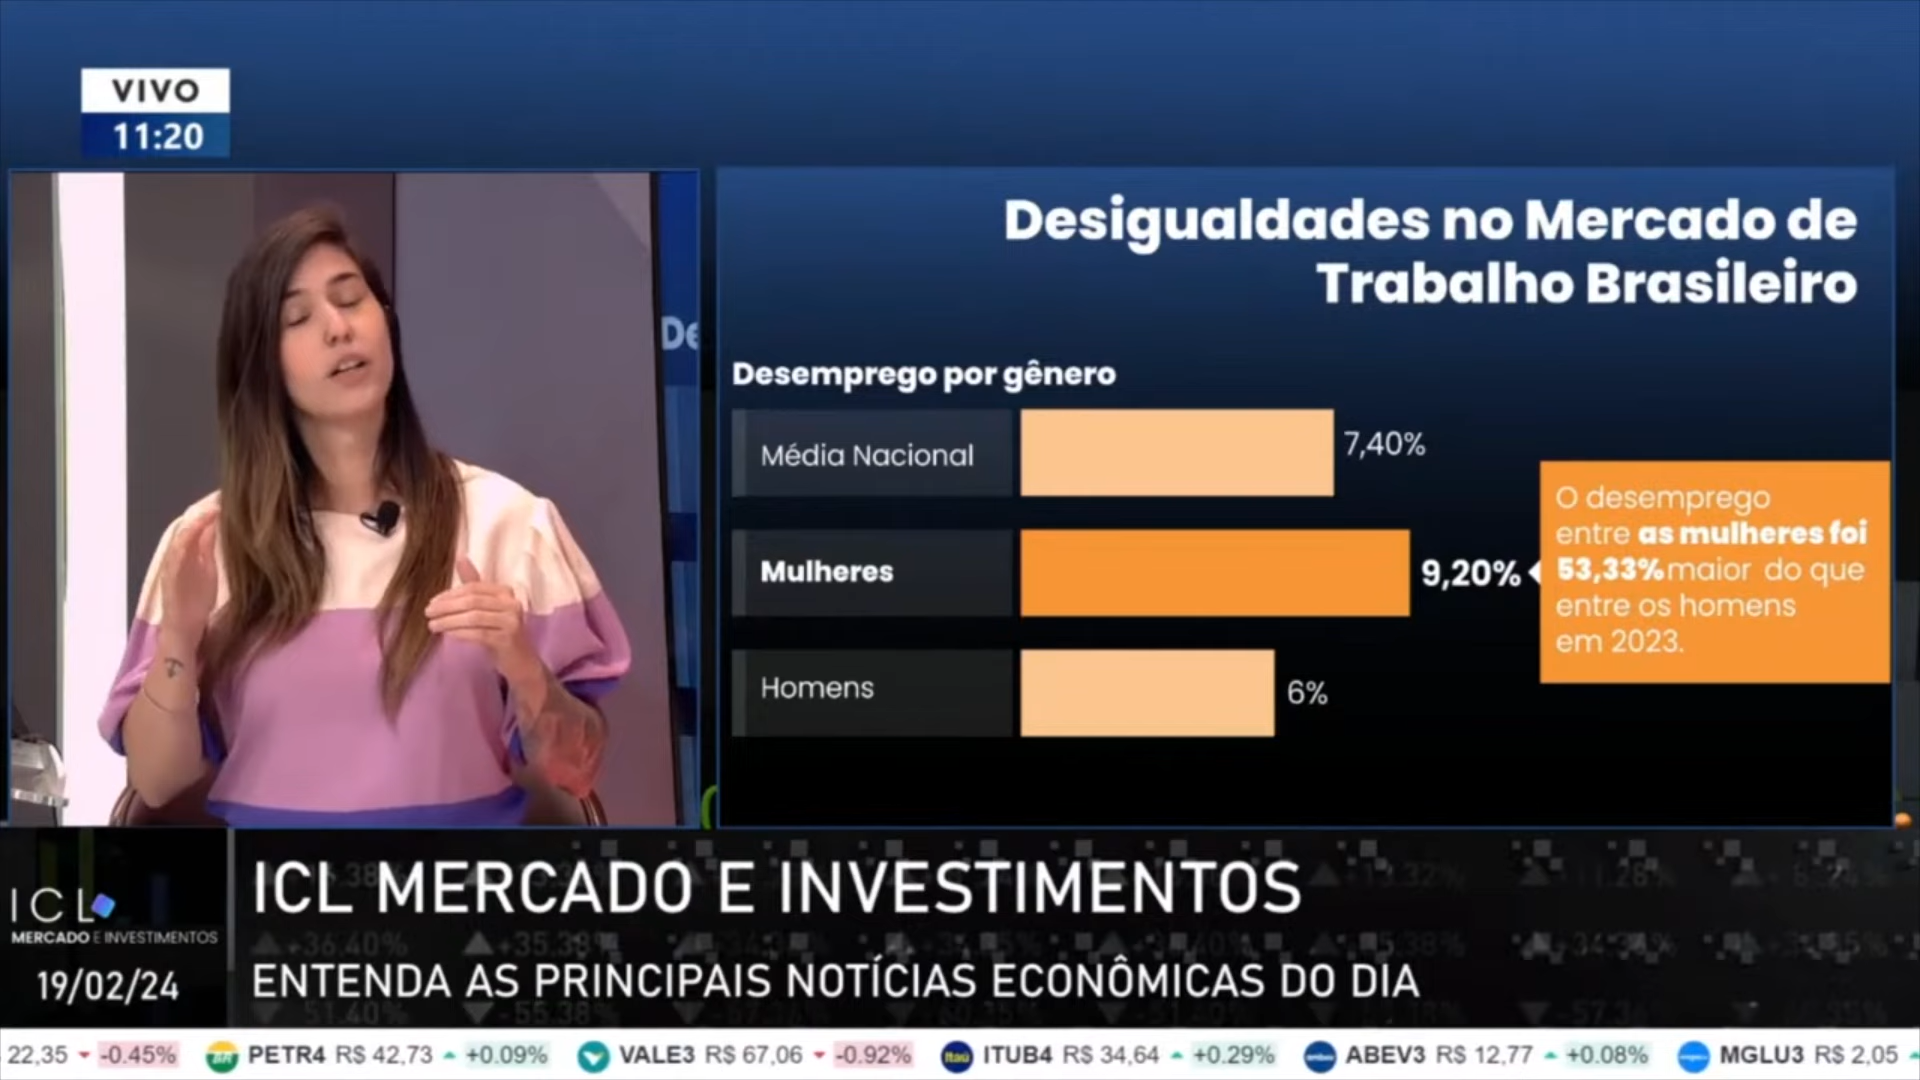 VIVO
11:20
De
Desigualdades no Mercado de
Trabalho Brasileiro
Desemprego por gênero
Média Nacional
7,40%
Mulheres
9,20%
Homens
6%
O desemprego
entre as mulheres foi
53,33% maior do que
entre os homens
em 2023.
ICL
MERCADO E INVESTIMENTOS
19/02/24
ICL MERCADO E INVESTIMENTOS
ENTENDA AS PRINCIPAIS NOTÍCIAS ECONÔMICAS DO DIA
22,35 -0.45% BR PETR4 R$ 42,73 +0.09% VALE3 R$ 67,06 -0.92% Itaú ITUB4 R$ 34,64 +0.29% ambev ABEV3 R$ 12,77 +0.08% MGLU3 R$ 2,05